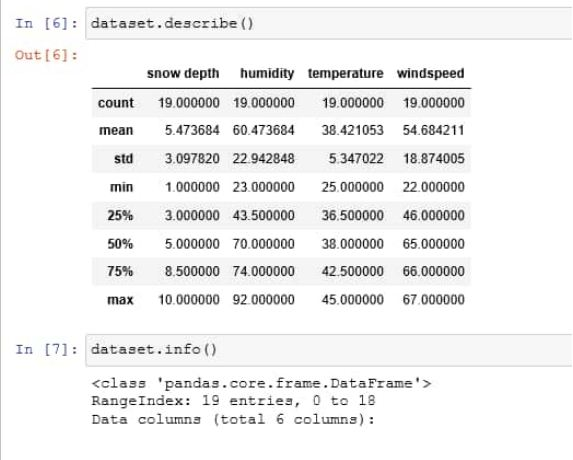 In [6]: dataset.describe()
Out[6]:
snow depth humidity temperature windspeed
count 19.000000 19.000000 19.000000 19.000000
mean 5.473684 60.473684 38.421053 54.684211
std 3.097820 22.942848 5.347022 18.874005
min 1.000000 23.000000 25.000000 22.000000
25% 3.000000 43.500000 36.500000 46.000000
50% 5.000000 70.000000 38.000000 65.000000
75% 8.500000 74.000000 42.500000 66.000000
max 10.000000 92.000000 45.000000 67.000000
In [7]: dataset.info()
<class 'pandas.core.frame.DataFrame'>
RangeIndex: 19 entries, 0 to 18
Data columns (total 6 columns):